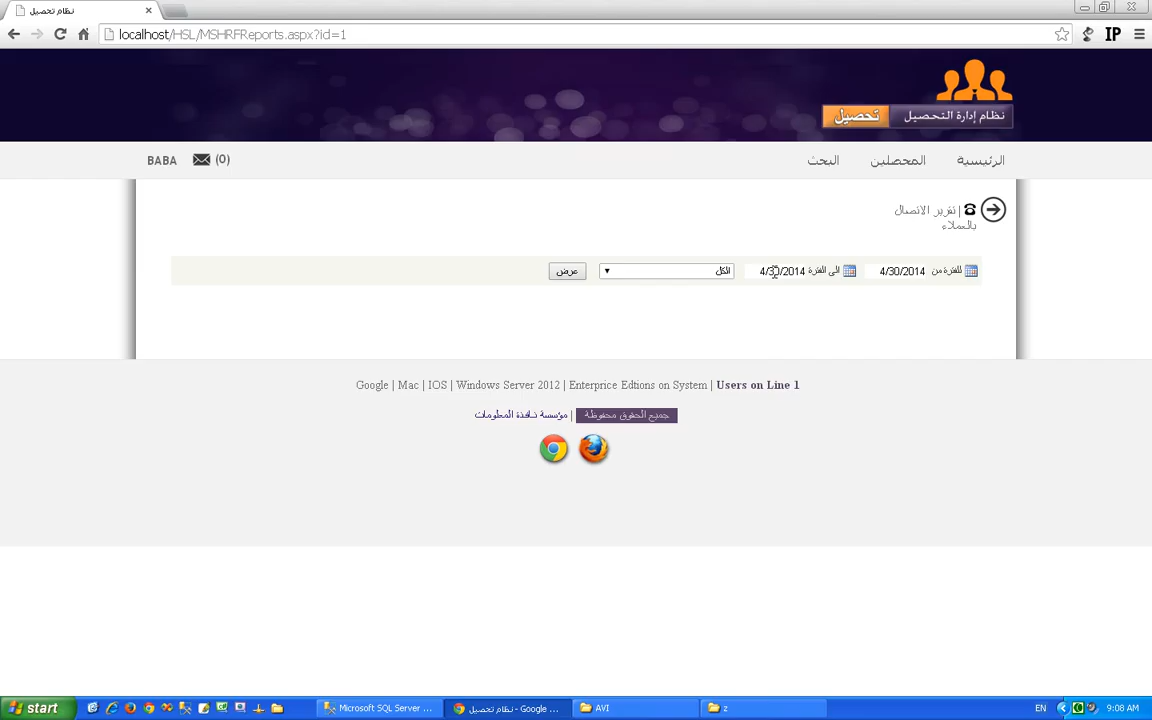 نظام تحصيل
localhost/HSL/MSHRFReports.aspx?id=1
IP
نظام إدارة التحصيل تحصيل
الرئيسية المحصلين البحث
(0) BABA
تقرير الاتصال |
بالعملاء
للفترة من 4/30/2014 الى الفترة 4/30/2014 الكل عرض
Google | Mac | IOS | Windows Server 2012 | Enterprice Edtions on System | Users on Line 1
جميع الحقوق محفوظة | مؤسسة نافذة المعلومات
start Microsoft SQL Server ... نظام تحصيل - Google ... AVI z EN 9:08 AM